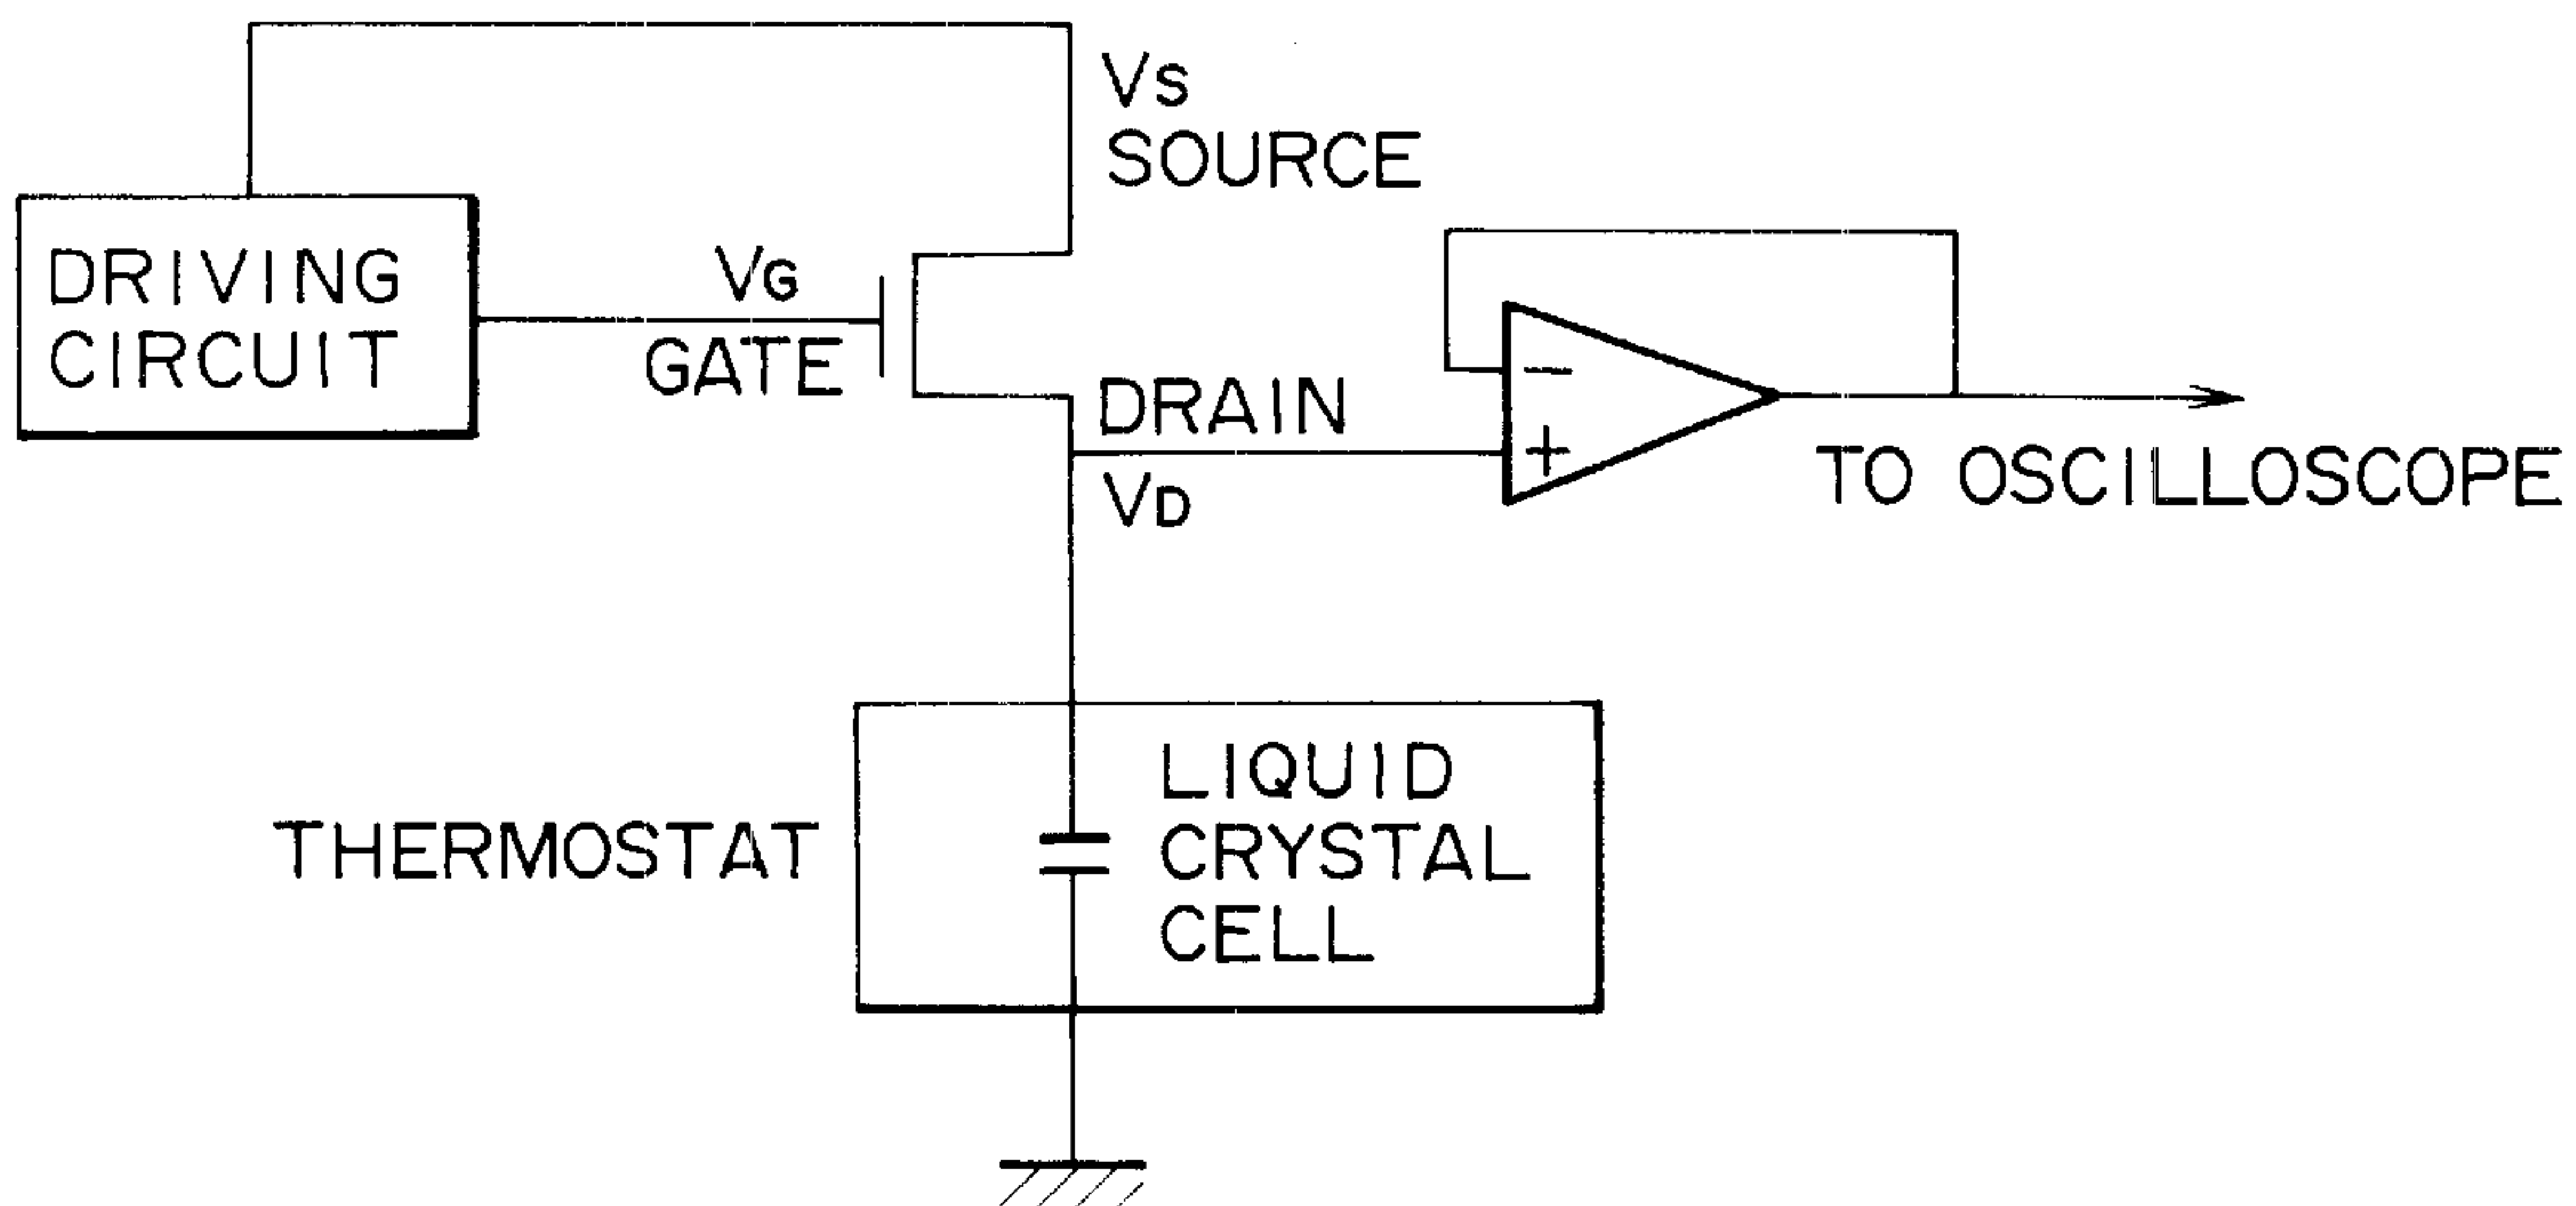 VS
SOURCE
DRIVING
CIRCUIT
VG
GATE
DRAIN
VD
−
+
TO OSCILLOSCOPE
THERMOSTAT
LIQUID
CRYSTAL
CELL